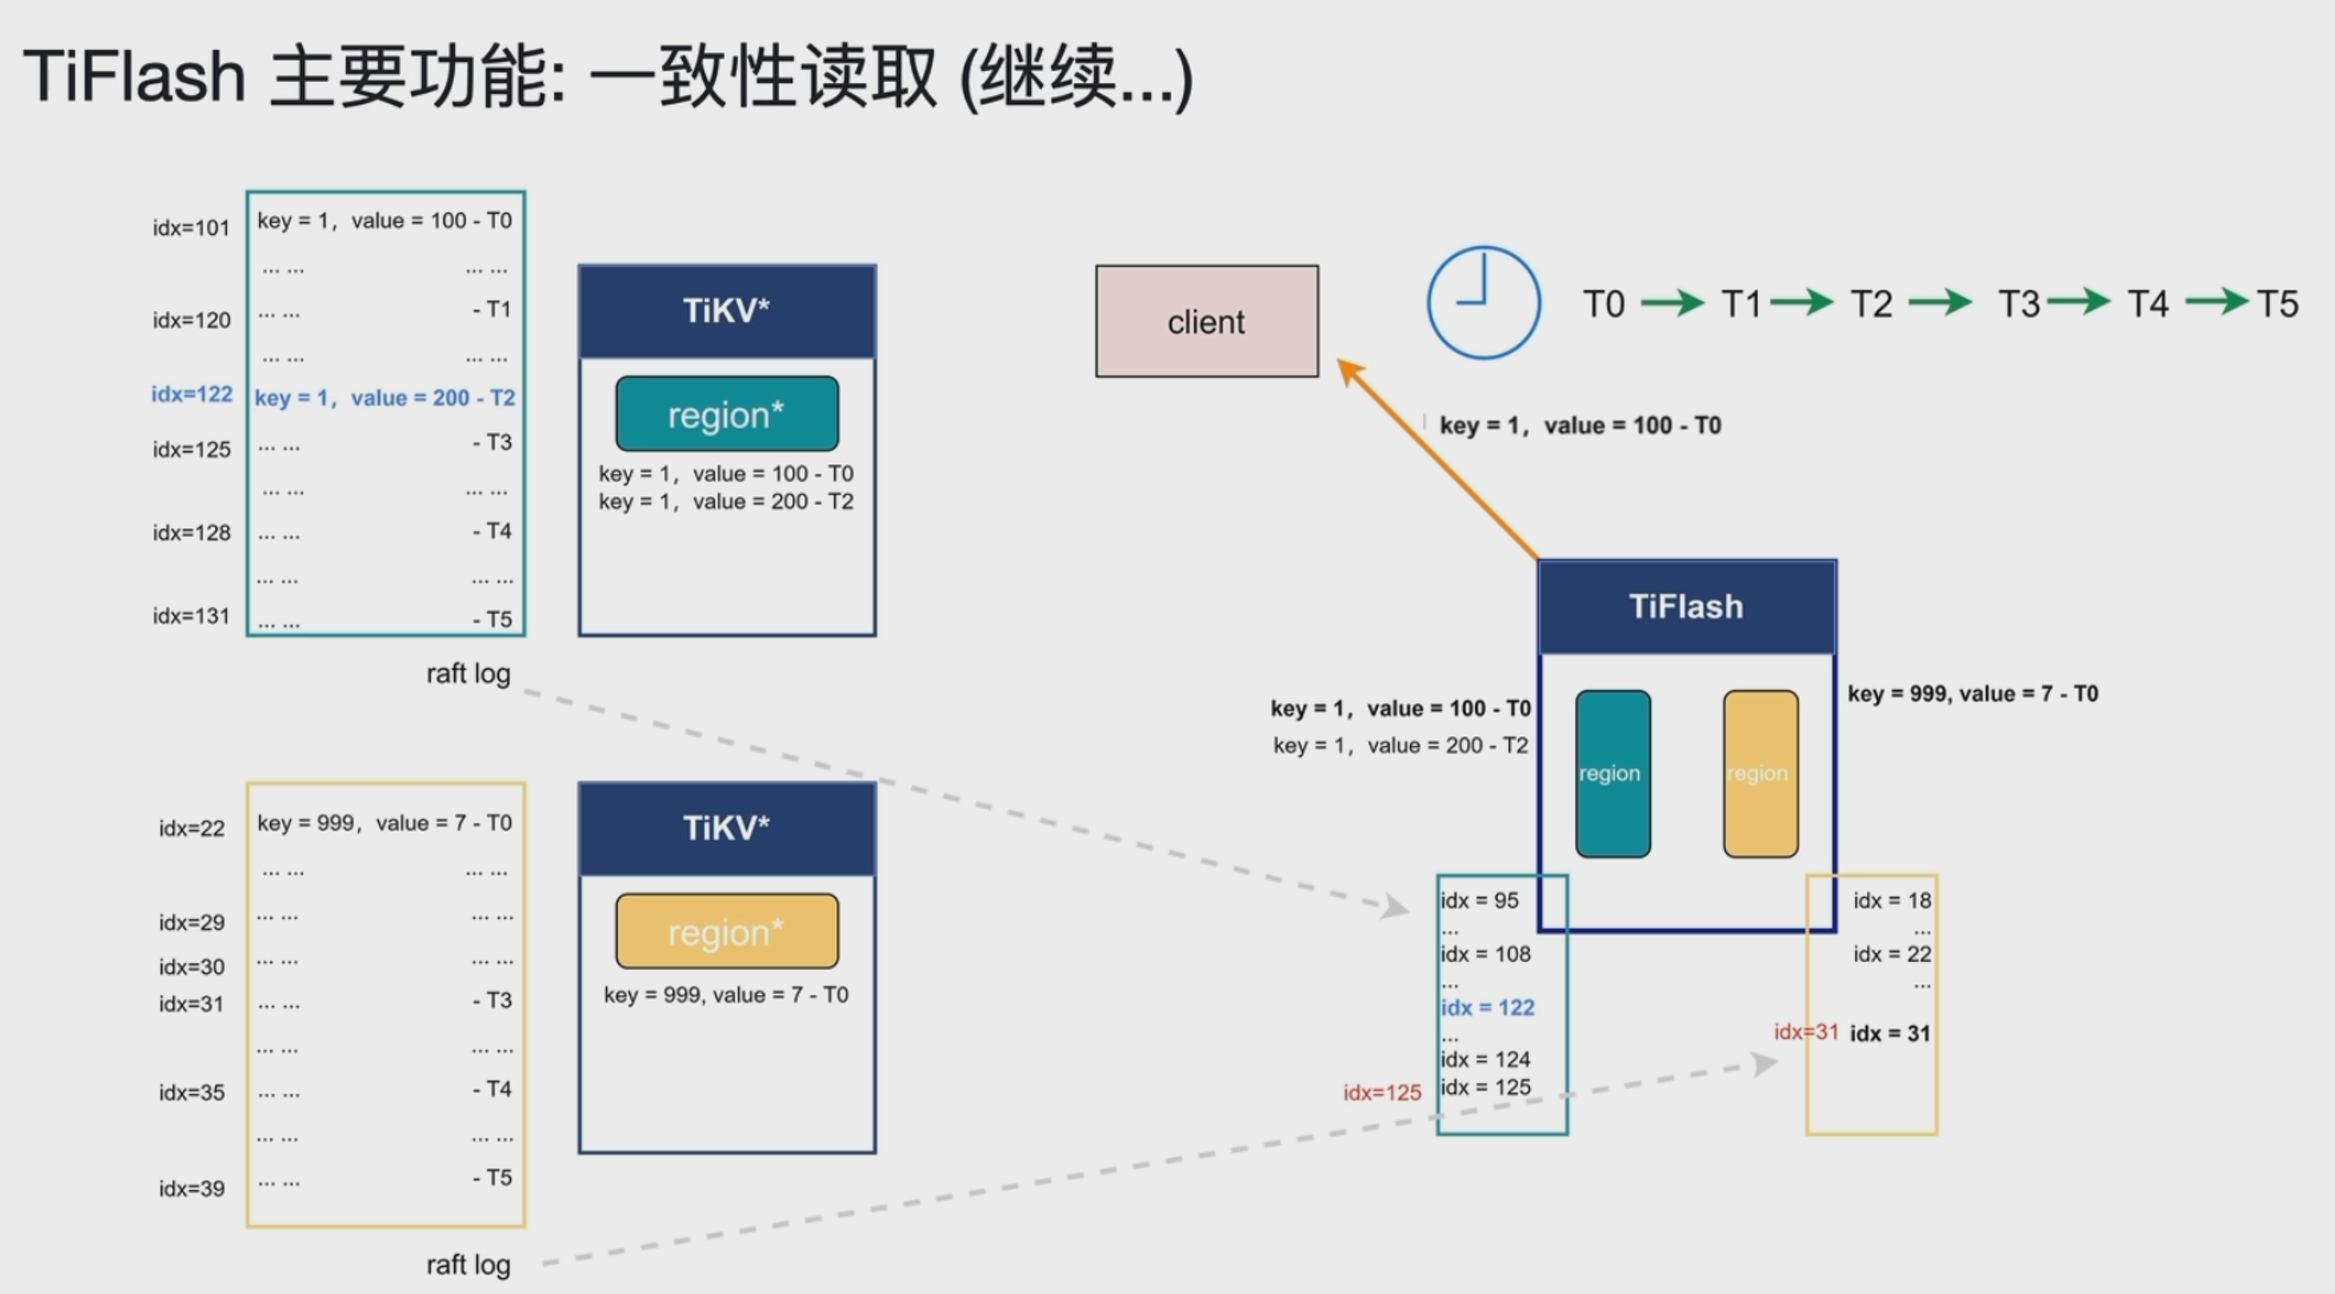 TiFlash 主要功能: 一致性读取 (继续...)
idx=101 key = 1, value = 100 - T0
... ... ... ...
idx=120 ... ... - T1
... ... ... ...
idx=122 key = 1, value = 200 - T2
idx=125 ... ... - T3
... ... ... ...
idx=128 ... ... - T4
... ... ... ...
idx=131 ... ... - T5
raft log
TiKV*
region*
key = 1, value = 100 - T0
key = 1, value = 200 - T2
client
T0 T1 T2 T3 T4 T5
key = 1, value = 100 - T0
TiFlash
key = 1, value = 100 - T0
key = 1, value = 200 - T2
region
region
key = 999, value = 7 - T0
idx = 95
...
idx = 108
...
idx = 122
...
idx = 124
idx=125 idx = 125
idx = 18
...
idx = 22
...
idx=31 idx = 31
idx=22 key = 999, value = 7 - T0
... ... ... ...
idx=29 ... ... ... ...
idx=30 ... ... ... ...
idx=31 ... ... - T3
... ... ... ...
idx=35 ... ... - T4
... ... ... ...
idx=39 ... ... - T5
raft log
TiKV*
region*
key = 999, value = 7 - T0